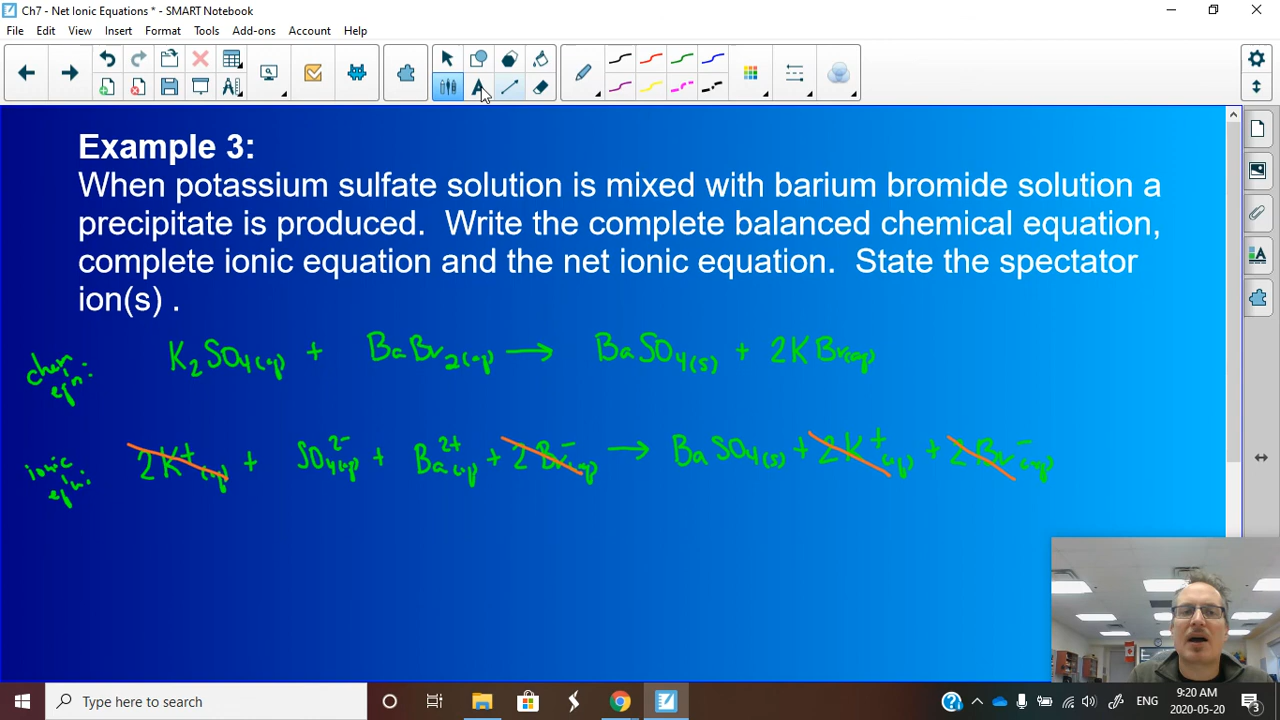 Ch7 - Net Ionic Equations * - SMART Notebook
File Edit View Insert Format Tools Add-ons Account Help
Example 3:
When potassium sulfate solution is mixed with barium bromide solution a
precipitate is produced. Write the complete balanced chemical equation,
complete ionic equation and the net ionic equation. State the spectator
ion(s) .
chem
eqn:
K₂SO₄(aq) + BaBr₂(aq) → BaSO₄(s) + 2KBr(aq)
ionic
eqn:
2K⁺(aq) + SO₄²⁻(aq) + Ba²⁺(aq) + 2Br⁻(aq) → BaSO₄(s) + 2K⁺(aq) + 2Br⁻(aq)
Type here to search
ENG
9:20 AM
2020-05-20
3